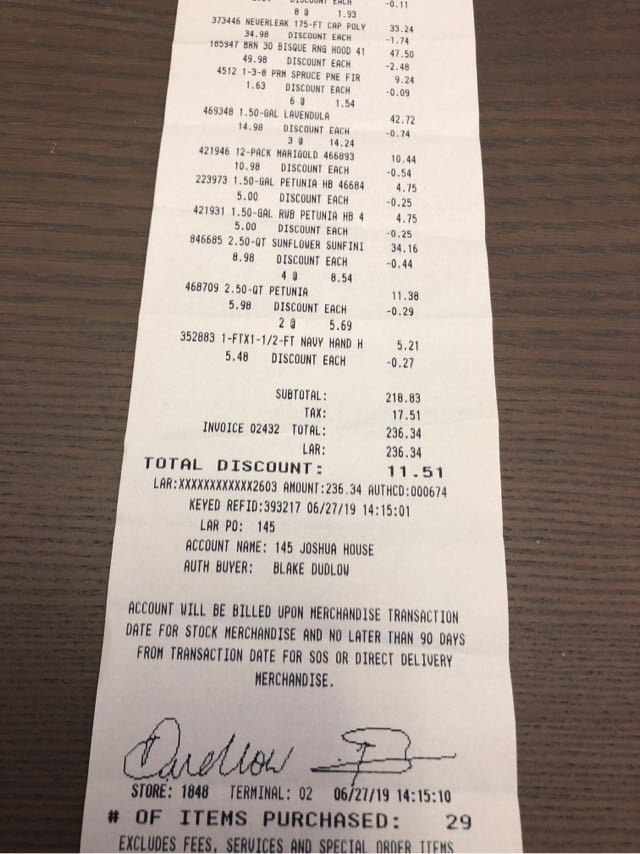 DISCOUNT EACH -0.11
8 @ 1.93
373446 NEVERLEAK 175-FT CAP POLY 33.24
34.98 DISCOUNT EACH -1.74
165947 BRN 30 BISQUE RNG HOOD 41 47.50
49.98 DISCOUNT EACH -2.48
4512 1-3-8 PRM SPRUCE PNE FIR 9.24
1.63 DISCOUNT EACH -0.09
6 @ 1.54
469348 1.50-GAL LAVENDULA 42.72
14.98 DISCOUNT EACH -0.74
3 @ 14.24
421946 12-PACK MARIGOLD 466893 10.44
10.98 DISCOUNT EACH -0.54
223973 1.50-GAL PETUNIA HB 46684 4.75
5.00 DISCOUNT EACH -0.25
421931 1.50-GAL RWB PETUNIA HB 4 4.75
5.00 DISCOUNT EACH -0.25
846685 2.50-QT SUNFLOWER SUNFINI 34.16
8.98 DISCOUNT EACH -0.44
4 @ 8.54
468709 2.50-QT PETUNIA 11.38
5.98 DISCOUNT EACH -0.29
2 @ 5.69
352883 1-FTX1-1/2-FT NAVY HAND H 5.21
5.48 DISCOUNT EACH -0.27
SUBTOTAL: 218.83
TAX: 17.51
INVOICE 02432 TOTAL: 236.34
LAR: 236.34
TOTAL DISCOUNT: 11.51
LAR:XXXXXXXXXXXX2603 AMOUNT:236.34 AUTHCD:000674
KEYED REFID:393217 06/27/19 14:15:01
LAR PO: 145
ACCOUNT NAME: 145 JOSHUA HOUSE
AUTH BUYER: BLAKE DUDLOW
ACCOUNT WILL BE BILLED UPON MERCHANDISE TRANSACTION
DATE FOR STOCK MERCHANDISE AND NO LATER THAN 90 DAYS
FROM TRANSACTION DATE FOR SOS OR DIRECT DELIVERY
MERCHANDISE.
STORE: 1848 TERMINAL: 02 06/27/19 14:15:10
# OF ITEMS PURCHASED: 29
EXCLUDES FEES, SERVICES AND SPECIAL ORDER ITEMS